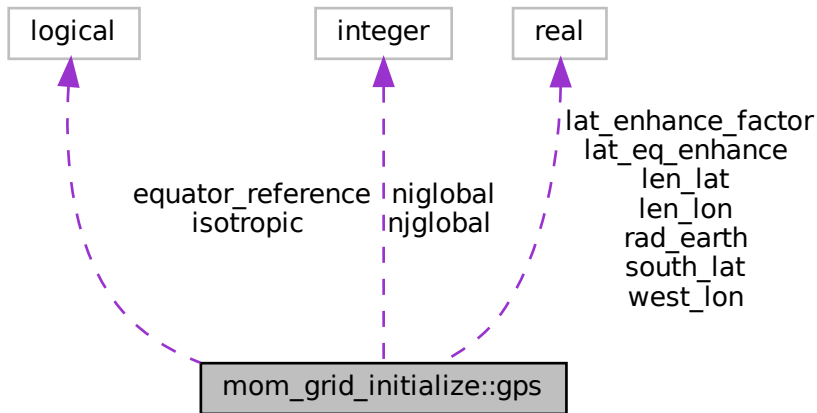 logical
integer
real
equator_reference
isotropic
niglobal
njglobal
lat_enhance_factor
lat_eq_enhance
len_lat
len_lon
rad_earth
south_lat
west_lon
mom_grid_initialize::gps